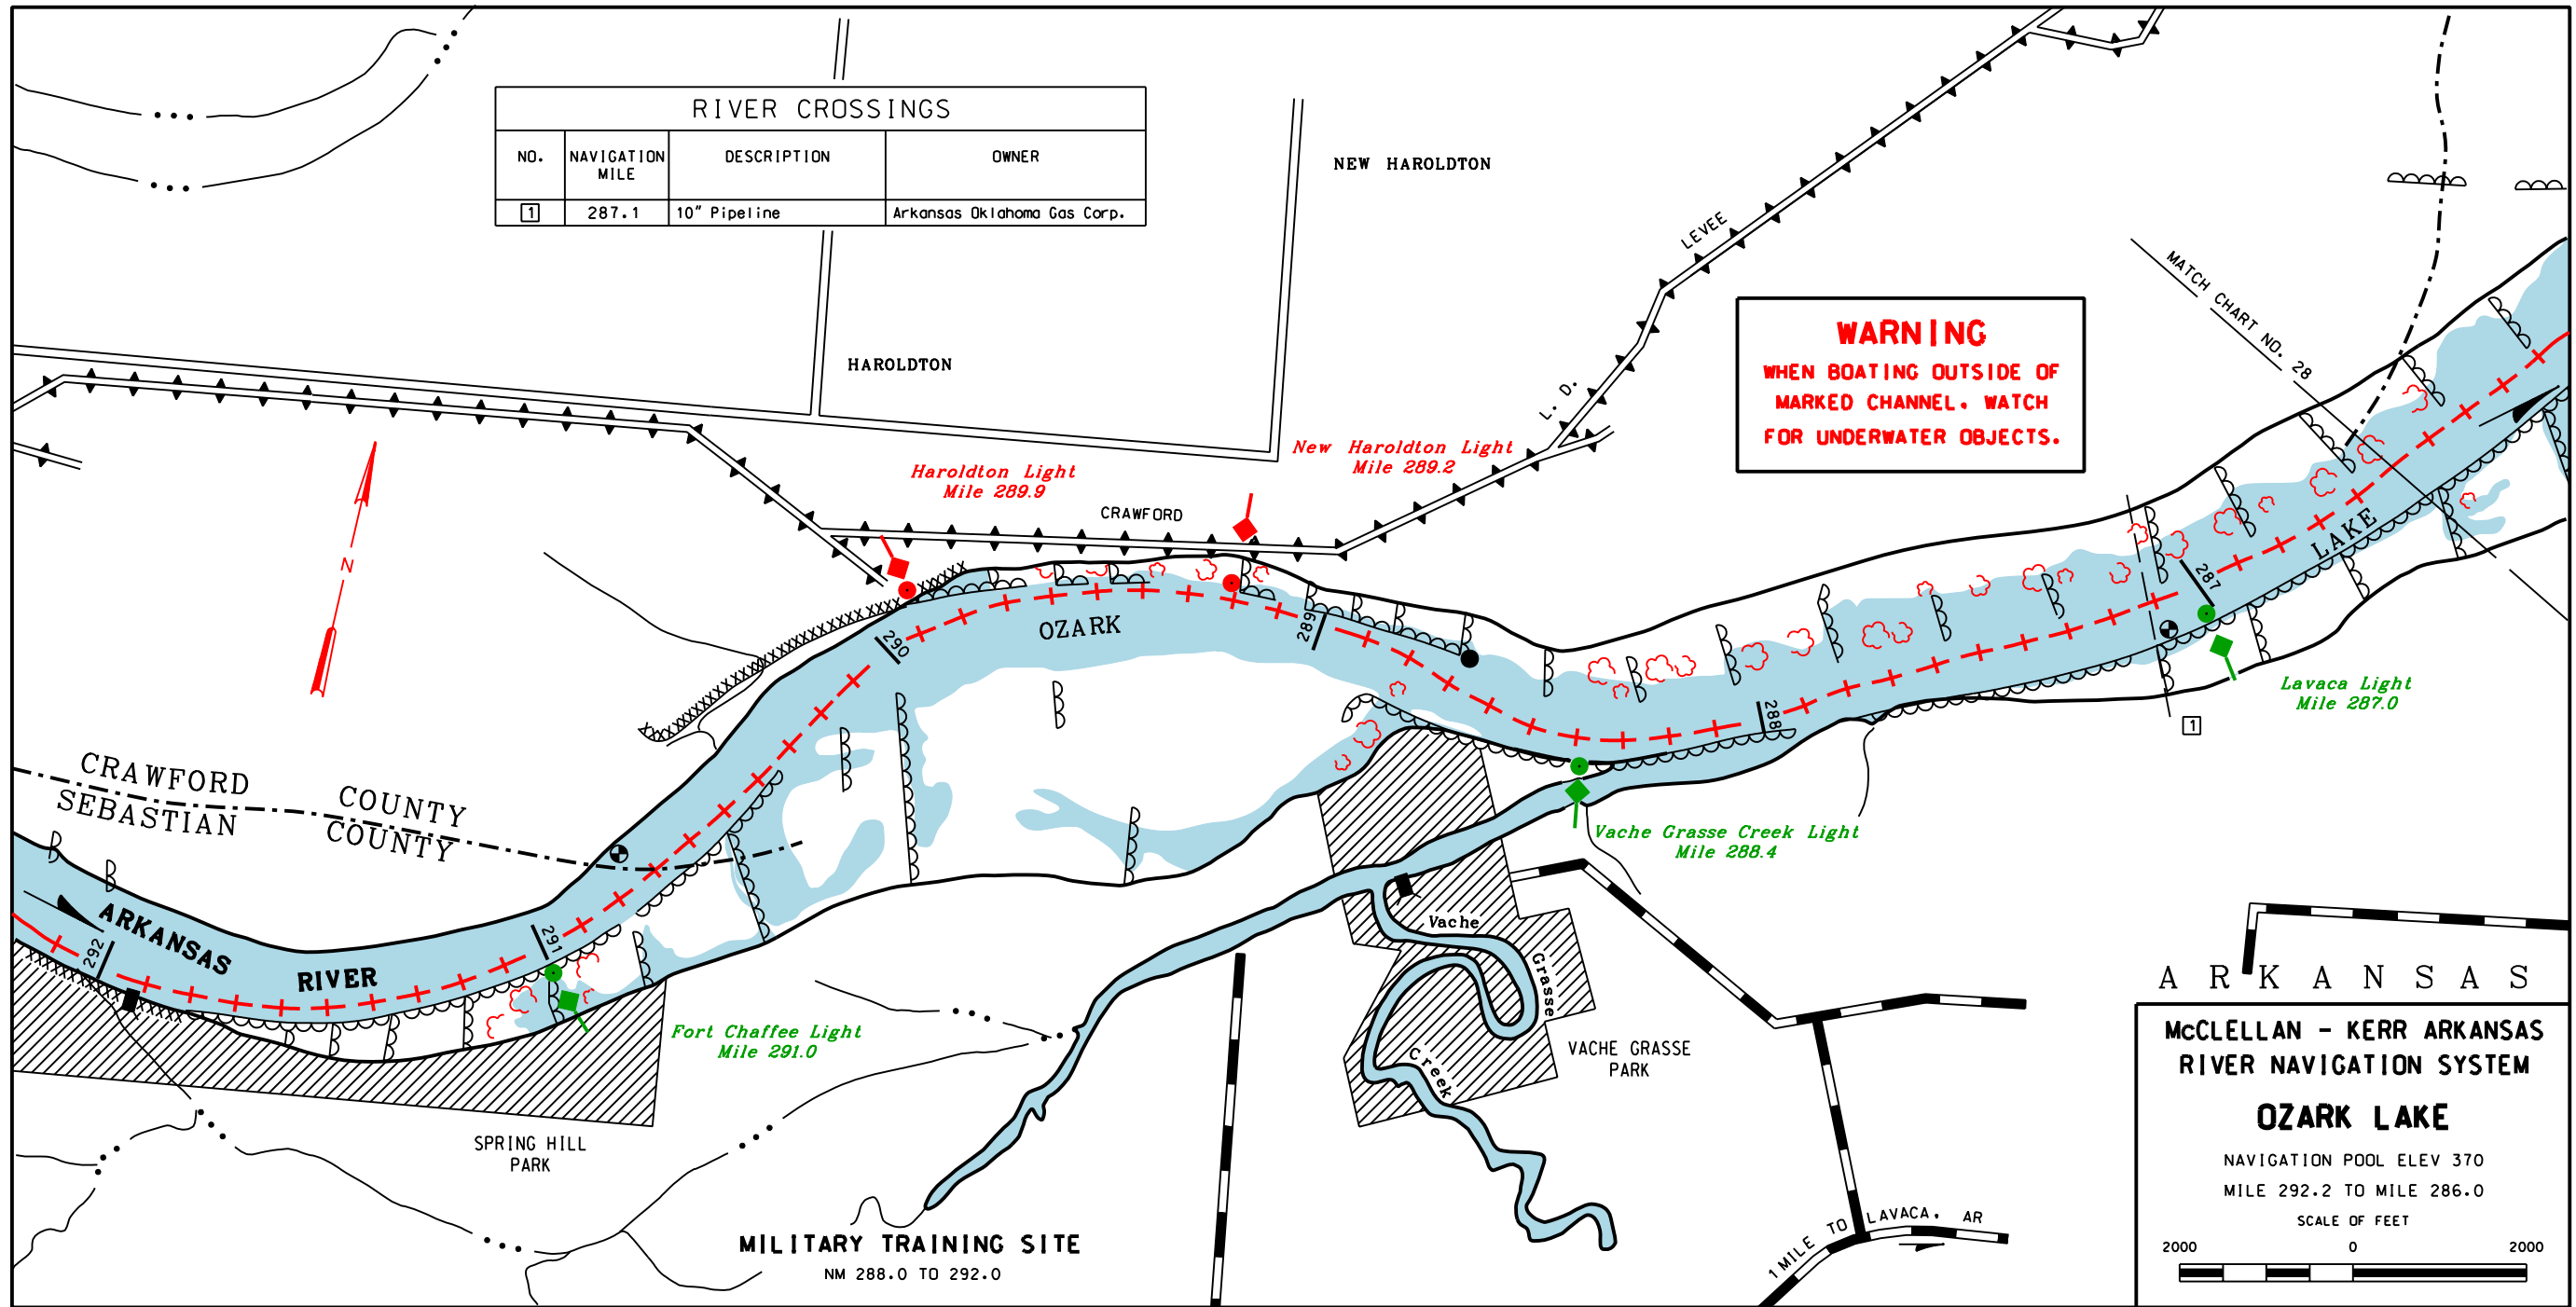 RIVER CROSSINGS
NO.
NAVIGATION
MILE
DESCRIPTION
OWNER
1
287.1
10" Pipeline
Arkansas Oklahoma Gas Corp.
NEW HAROLDTON
HAROLDTON
LEVEE
L. D.
CRAWFORD
MATCH CHART NO. 28
WARNING
WHEN BOATING OUTSIDE OF
MARKED CHANNEL. WATCH
FOR UNDERWATER OBJECTS.
Haroldton Light
Mile 289.9
New Haroldton Light
Mile 289.2
N
OZARK
LAKE
290
289
288
287
1
Lavaca Light
Mile 287.0
CRAWFORD COUNTY
SEBASTIAN COUNTY
Vache Grasse Creek Light
Mile 288.4
ARKANSAS RIVER
292
291
Fort Chaffee Light
Mile 291.0
Vache
Grasse
Creek
VACHE GRASSE
PARK
SPRING HILL
PARK
MILITARY TRAINING SITE
NM 288.0 TO 292.0
1 MILE TO LAVACA, AR
ARKANSAS
McCLELLAN - KERR ARKANSAS
RIVER NAVIGATION SYSTEM
OZARK LAKE
NAVIGATION POOL ELEV 370
MILE 292.2 TO MILE 286.0
SCALE OF FEET
2000 0 2000